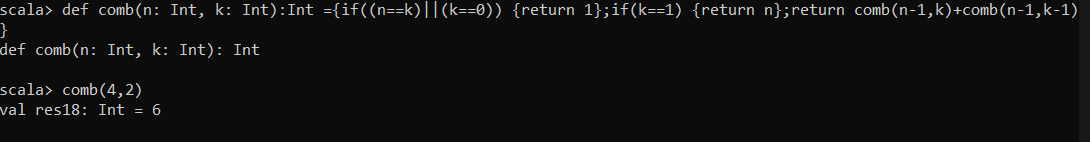 scala> def comb(n: Int, k: Int):Int ={if((n==k)||(k==0)) {return 1};if(k==1) {return n};return comb(n-1,k)+comb(n-1,k-1)
}
def comb(n: Int, k: Int): Int
scala> comb(4,2)
val res18: Int = 6